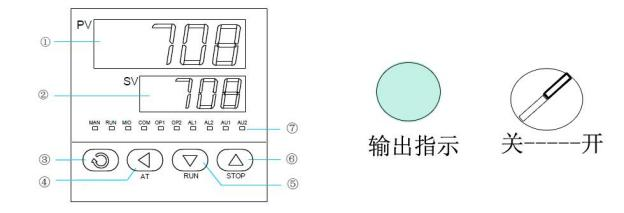 PV
① 708
SV
② 708
MAN RUN MIO COM OP1 OP2 AL1 AL2 AU1 AU2 ⑦
③ ⑥
④ AT RUN STOP ⑤
输出指示 关-----开